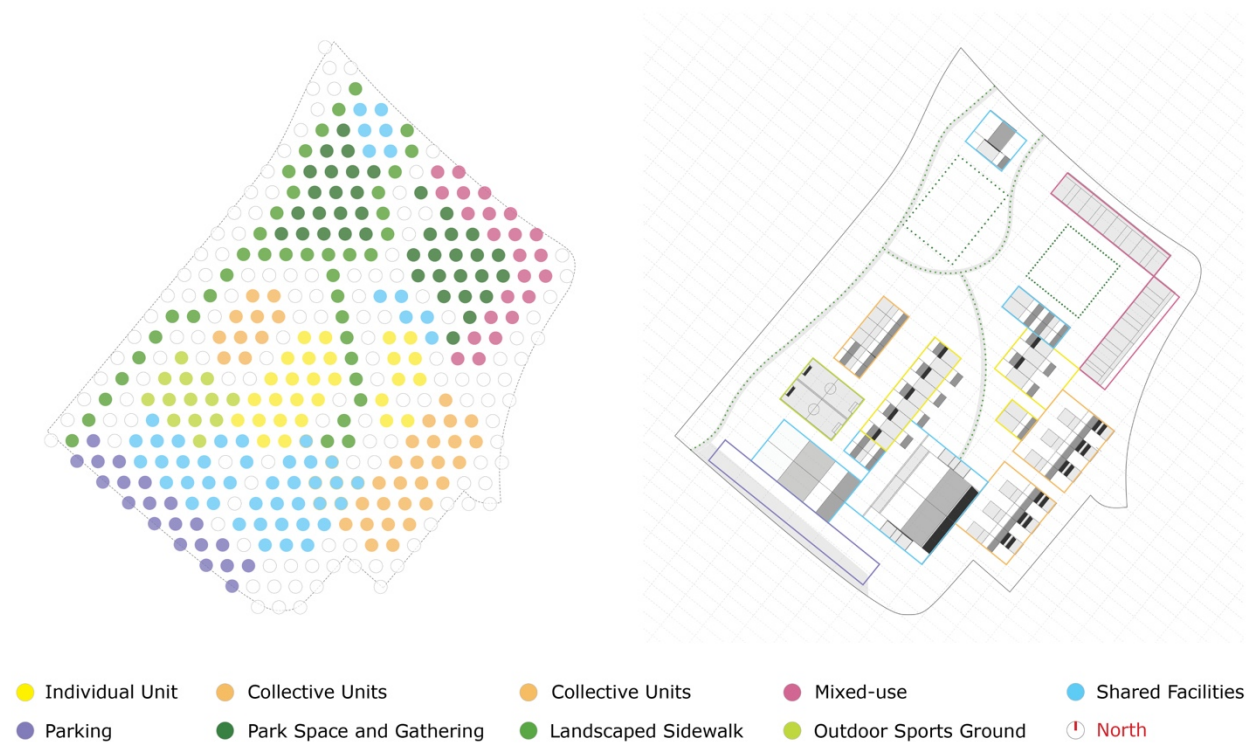 Individual Unit Collective Units Collective Units Mixed-use Shared Facilities
Parking Park Space and Gathering Landscaped Sidewalk Outdoor Sports Ground North